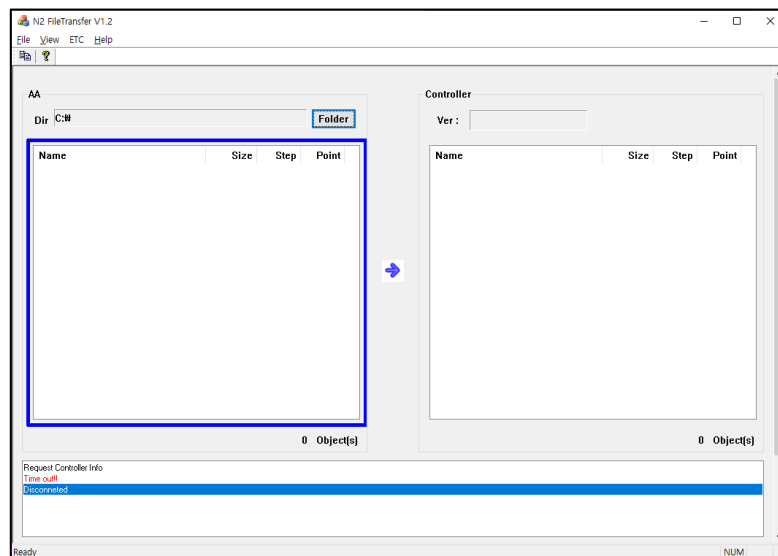 N2 FileTransfer V1.2
File View ETC Help
AA
Dir C:#
Folder
Name Size Step Point
0 Object(s)
Controller
Ver :
Name Size Step Point
0 Object(s)
Request Controller Info
Time out!!
Disconneted
Ready
NUM